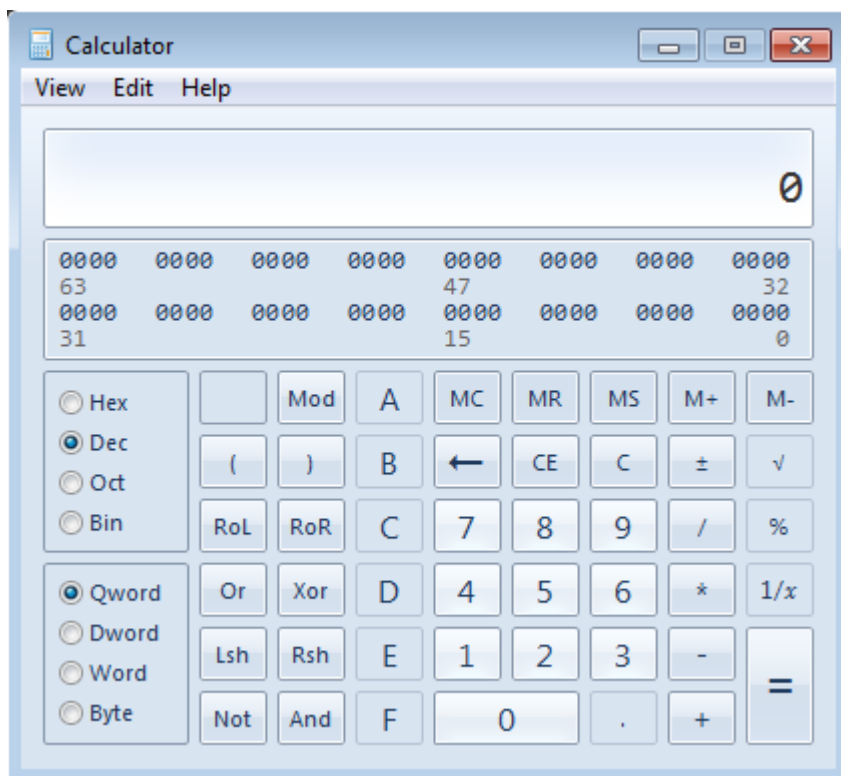 Calculator
View Edit Help
0
0000 0000 0000 0000 0000 0000 0000 0000
63 47 32
0000 0000 0000 0000 0000 0000 0000 0000
31 15 0
Hex Mod A MC MR MS M+ M-
Dec
( ) B ← CE C ± √
Oct
Bin RoL RoR C 7 8 9 / %
Qword Or Xor D 4 5 6 * 1/x
Dword
Lsh Rsh E 1 2 3 - =
Word
Byte Not And F 0 . +